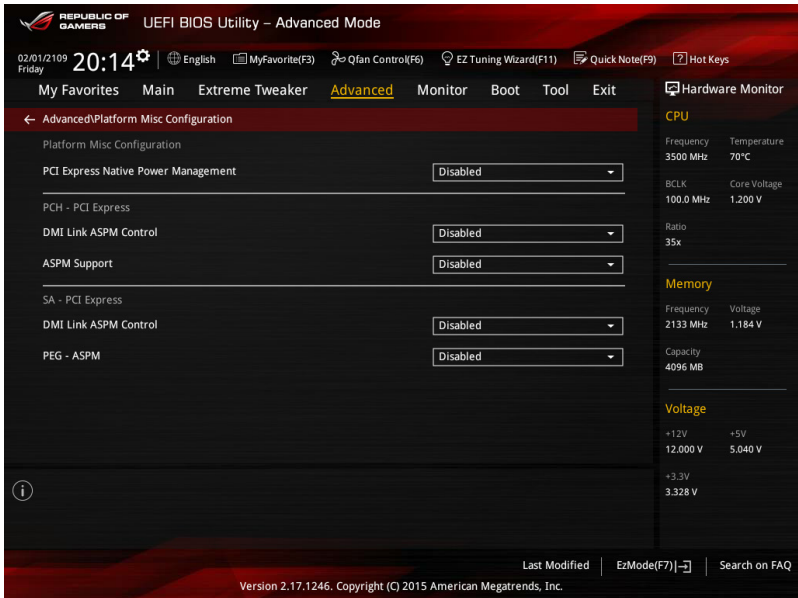 REPUBLIC OF
GAMERS
UEFI BIOS Utility – Advanced Mode
02/01/2109
Friday
20:14
English
MyFavorite(F3)
Qfan Control(F6)
EZ Tuning Wizard(F11)
Quick Note(F9)
? Hot Keys
My Favorites Main Extreme Tweaker Advanced Monitor Boot Tool Exit
← Advanced\Platform Misc Configuration
Platform Misc Configuration
PCI Express Native Power Management Disabled
PCH - PCI Express
DMI Link ASPM Control Disabled
ASPM Support Disabled
SA - PCI Express
DMI Link ASPM Control Disabled
PEG - ASPM Disabled
i
Hardware Monitor
CPU
Frequency Temperature
3500 MHz 70°C
BCLK Core Voltage
100.0 MHz 1.200 V
Ratio
35x
Memory
Frequency Voltage
2133 MHz 1.184 V
Capacity
4096 MB
Voltage
+12V +5V
12.000 V 5.040 V
+3.3V
3.328 V
Last Modified EzMode(F7) Search on FAQ
Version 2.17.1246. Copyright (C) 2015 American Megatrends, Inc.